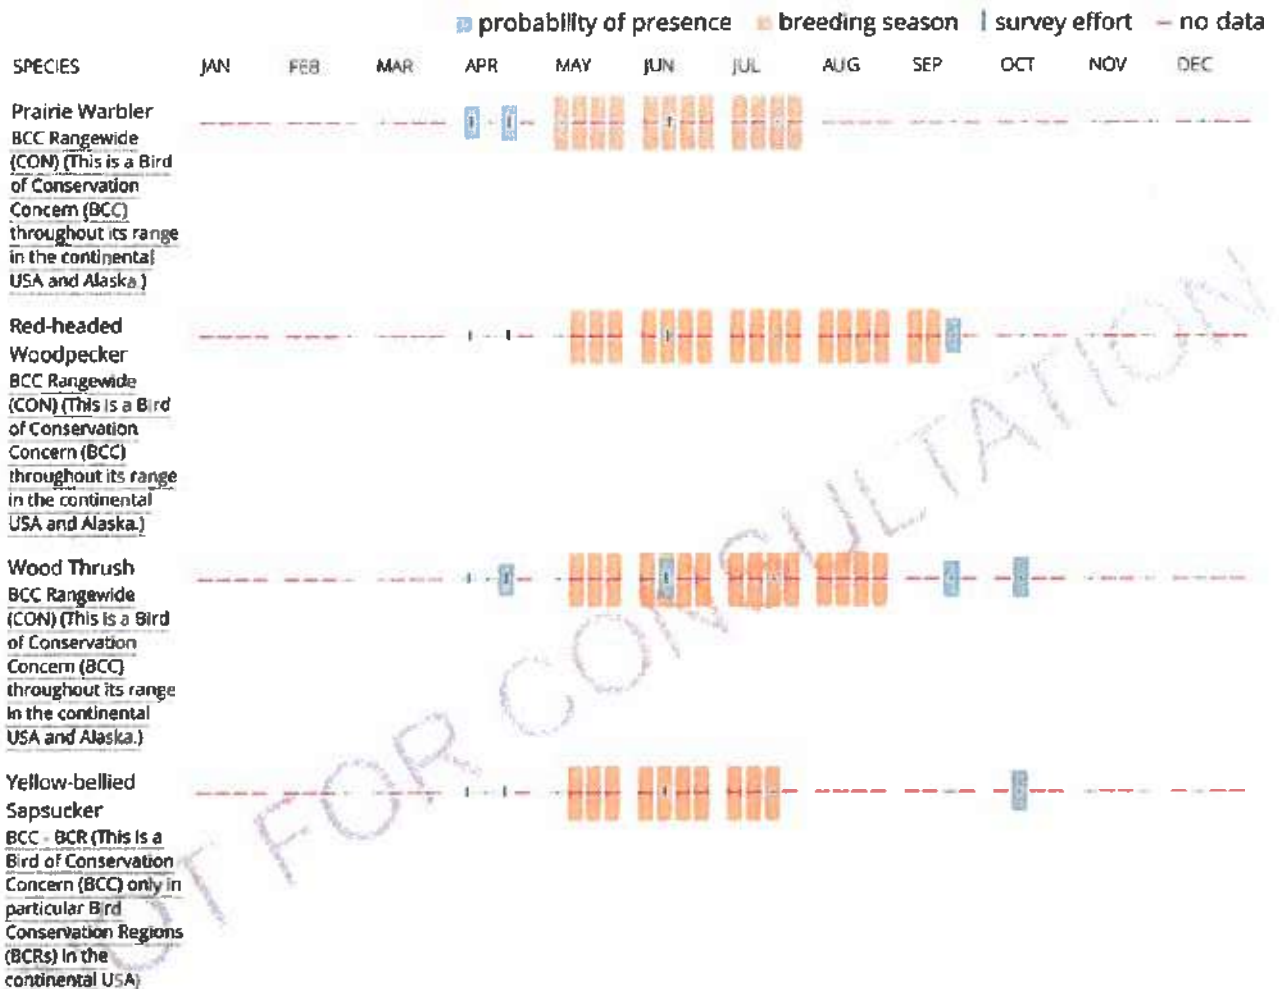 probability of presence breeding season survey effort no data
SPECIES JAN FEB MAR APR MAY JUN JUL AUG SEP OCT NOV DEC
Prairie Warbler
BCC Rangewide
(CON) (This is a Bird
of Conservation
Concern (BCC)
throughout its range
in the continental
USA and Alaska.)
Red-headed
Woodpecker
BCC Rangewide
(CON) (This is a Bird
of Conservation
Concern (BCC)
throughout its range
in the continental
USA and Alaska.)
Wood Thrush
BCC Rangewide
(CON) (This is a Bird
of Conservation
Concern (BCC)
throughout its range
in the continental
USA and Alaska.)
Yellow-bellied
Sapsucker
BCC - BCR (This is a
Bird of Conservation
Concern (BCC) only in
particular Bird
Conservation Regions
(BCRs) in the
continental USA)
OT FOR CONSULTATION